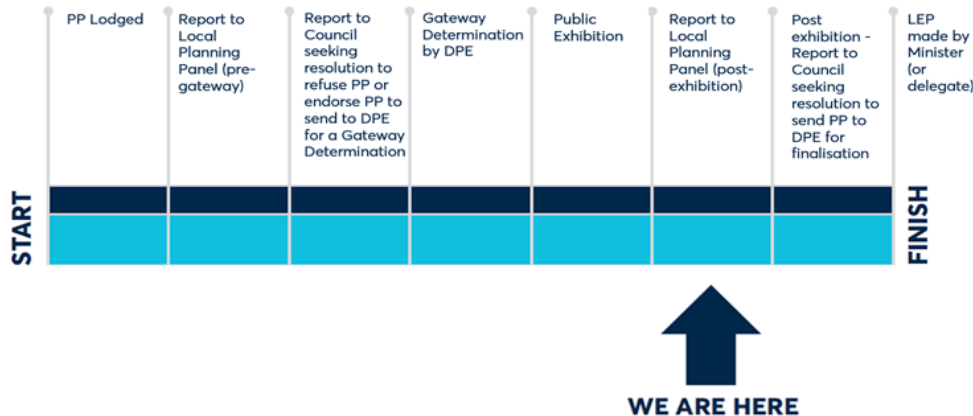 PP Lodged
Report to
Local
Planning
Panel (pre-
gateway)
Report to
Council
seeking
resolution to
refuse PP or
endorse PP to
send to DPE
for a Gateway
Determination
Gateway
Determination
by DPE
Public
Exhibition
Report to
Local
Planning
Panel (post-
exhibition)
Post
exhibition -
Report to
Council
seeking
resolution to
send PP to
DPE for
finalisation
LEP
made by
Minister
(or
delegate)
START
FINISH
WE ARE HERE